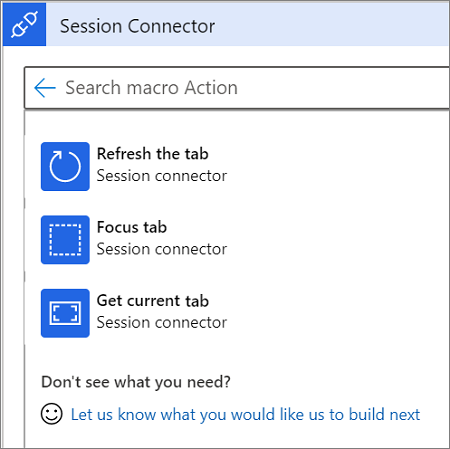 Session Connector
Search macro Action
Refresh the tab
Session connector
Focus tab
Session connector
Get current tab
Session connector
Don't see what you need?
Let us know what you would like us to build next